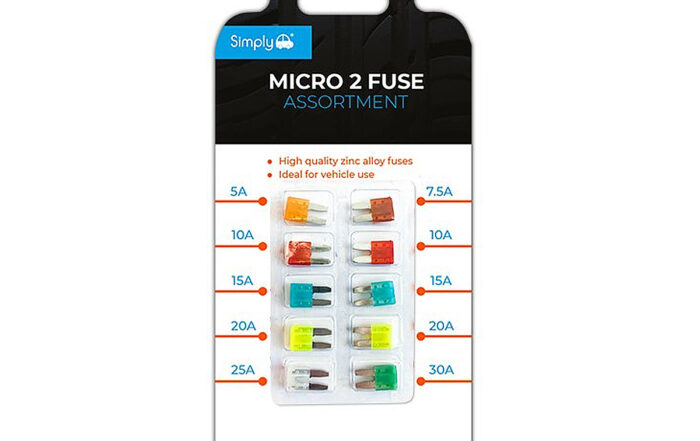 Simply
MICRO 2 FUSE
ASSORTMENT
High quality zinc alloy fuses
Ideal for vehicle use
5A 7.5A
10A 10A
15A 15A
20A 20A
25A 30A